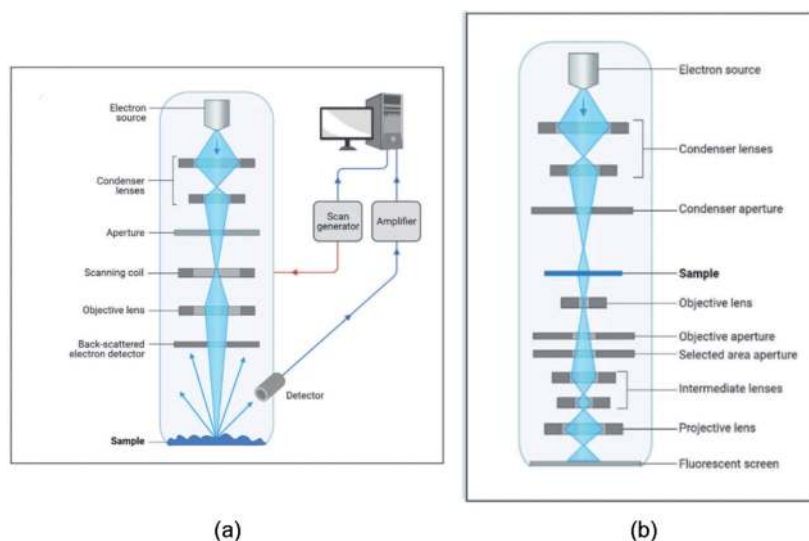 Electron
source
Condenser
lenses
Aperture
Scanning coil
Objective lens
Back-scattered
electron detector
Sample
Scan
generator
Amplifier
Detector
(a)
Electron source
Condenser lenses
Condenser aperture
Sample
Objective lens
Objective aperture
Selected area aperture
Intermediate lenses
Projective lens
Fluorescent screen
(b)